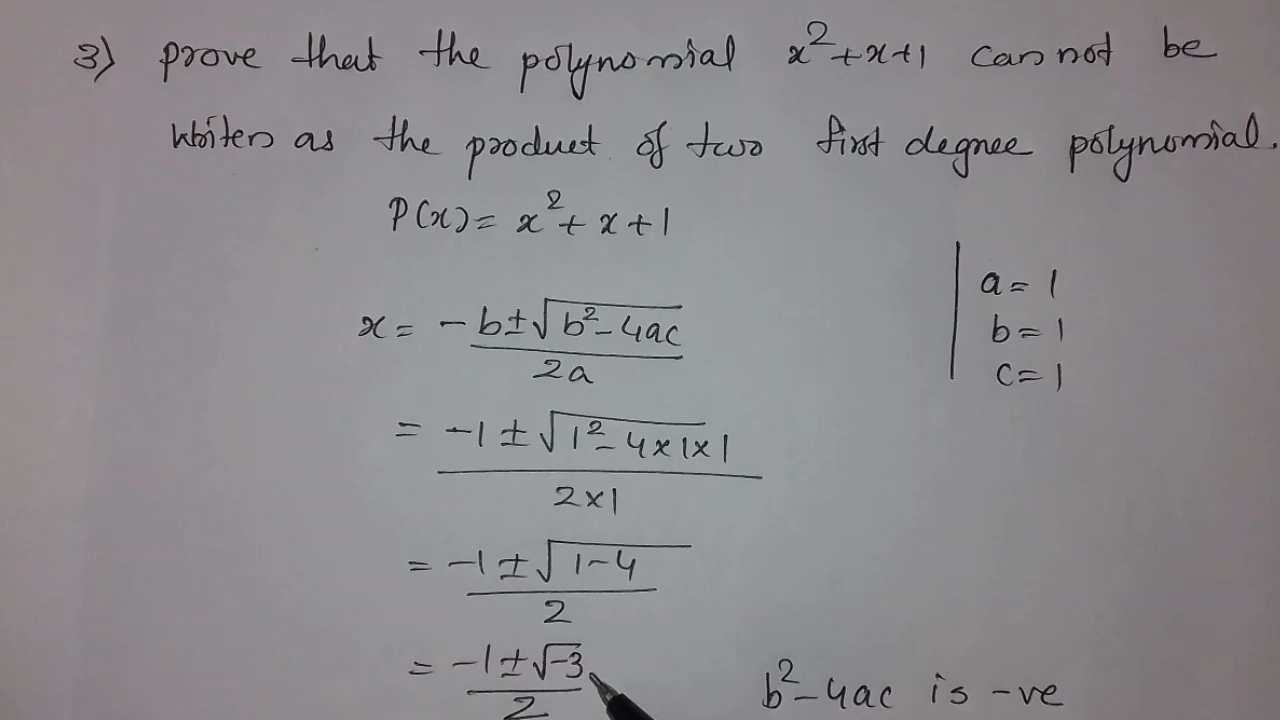 3) prove that the polynomial x²+x+1 cannot be
written as the product of two first degree polynomial.
P(x) = x² + x + 1
a = 1
b = 1
c = 1
x = -b ± √(b² - 4ac) / 2a
= -1 ± √(1² - 4×1×1) / 2×1
= -1 ± √(1-4) / 2
= -1 ± √-3 / 2
b² - 4ac is -ve